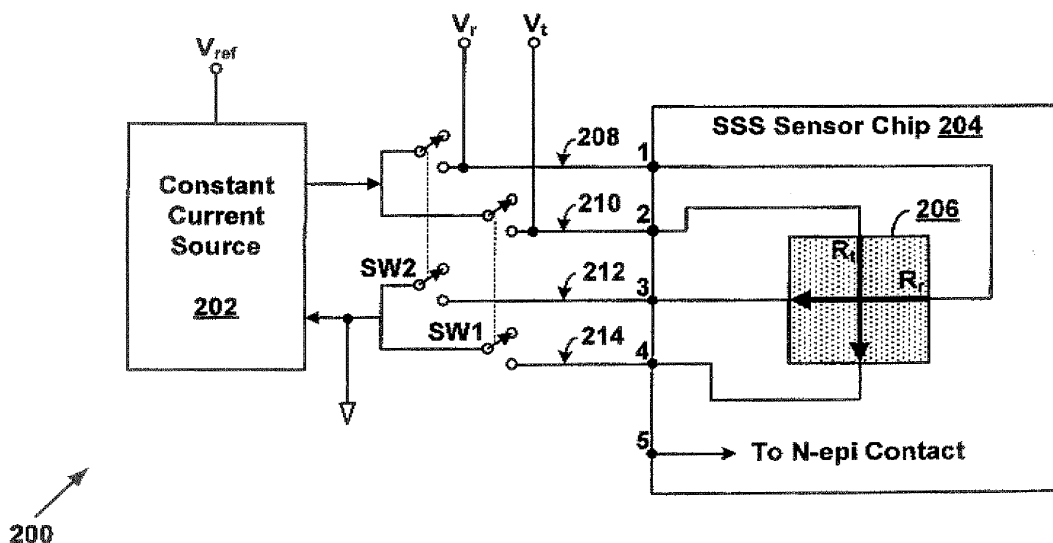 V_r
V_t
V_ref
SSS Sensor Chip 204
208
1
Constant
Current
Source
202
210
2
206
R_t
SW2
212
3
R_r
SW1
214
4
5
To N-epi Contact
200